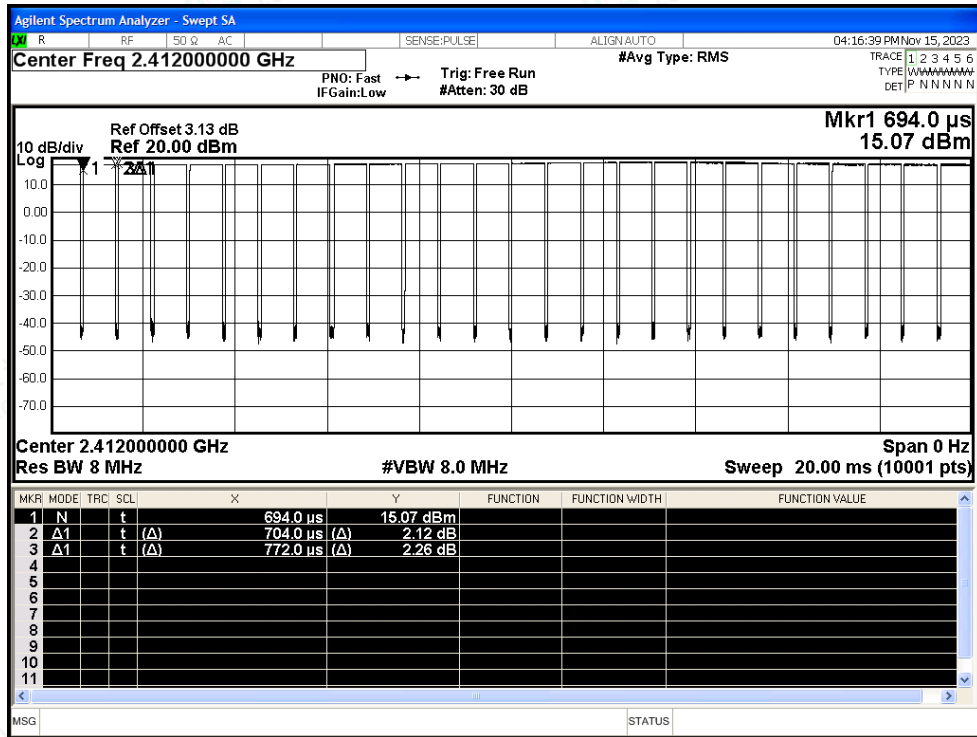 Agilent Spectrum Analyzer - Swept SA
LXI R RF 50 Ω AC SENSE:PULSE ALIGN AUTO 04:16:39 PM Nov 15, 2023
Center Freq 2.412000000 GHz
#Avg Type: RMS
TRACE 1 2 3 4 5 6
TYPE
DET P N N N N N
PNO: Fast Trig: Free Run
IFGain:Low #Atten: 30 dB
Mkr1 694.0 µs
15.07 dBm
Ref Offset 3.13 dB
10 dB/div Ref 20.00 dBm
Log
1
10.0
0.00
-10.0
-20.0
-30.0
-40.0
-50.0
-60.0
-70.0
Center 2.412000000 GHz Span 0 Hz
Res BW 8 MHz #VBW 8.0 MHz Sweep 20.00 ms (10001 pts)
MKR MODE TRC SCL X Y FUNCTION FUNCTION WIDTH FUNCTION VALUE
1 N t 694.0 µs 15.07 dBm
2 Δ1 t (Δ) 704.0 µs (Δ) 2.12 dB
3 Δ1 t (Δ) 772.0 µs (Δ) 2.26 dB
4
5
6
7
8
9
10
11
MSG STATUS